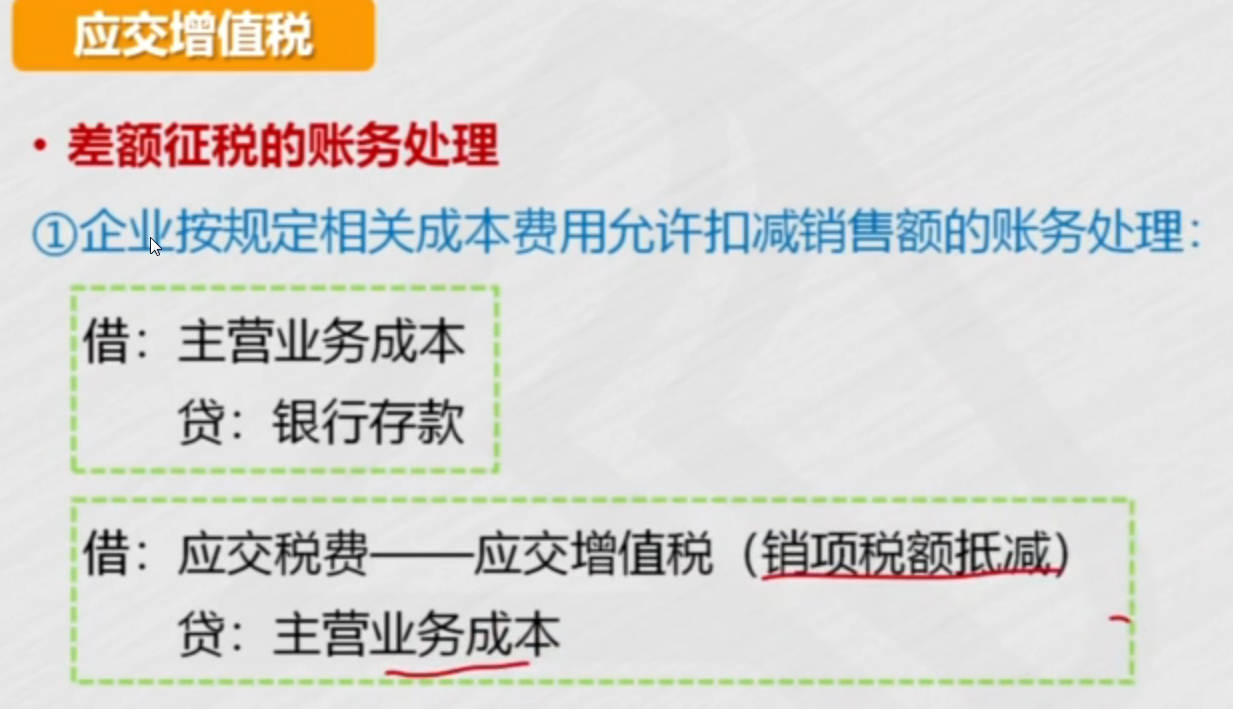 应交增值税
• 差额征税的账务处理
①企业按规定相关成本费用允许扣减销售额的账务处理：
借：主营业务成本
贷：银行存款
借：应交税费——应交增值税（销项税额抵减）
贷：主营业务成本